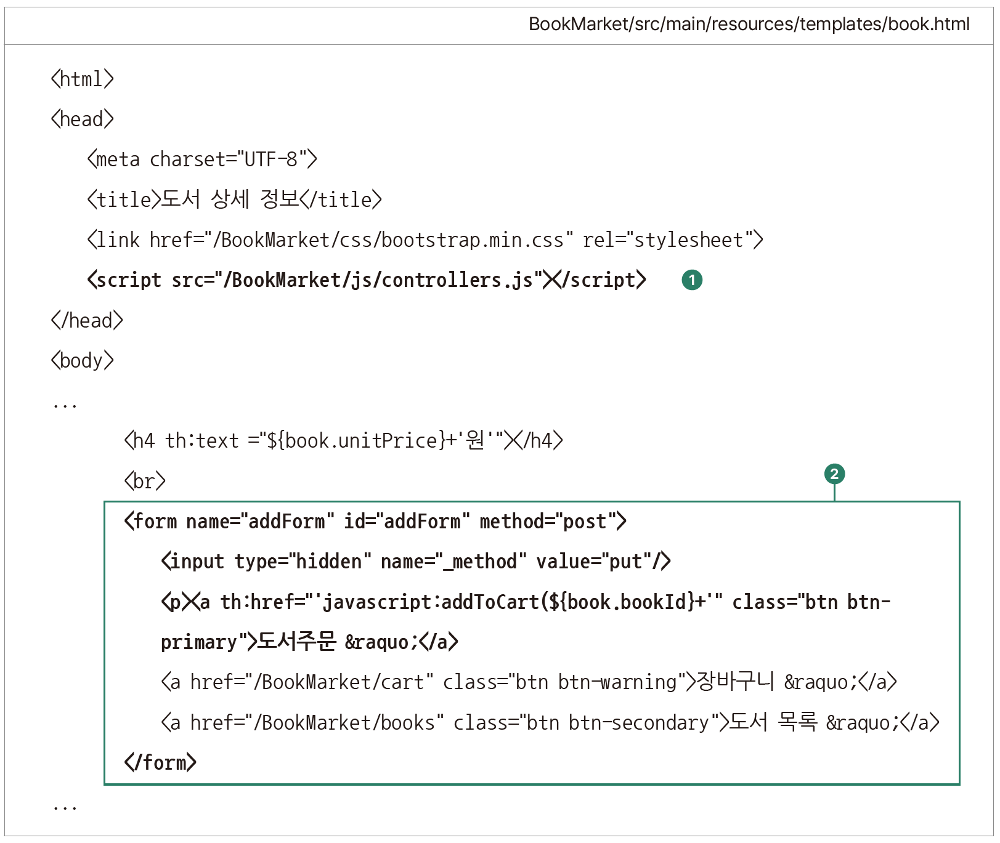 BookMarket/src/main/resources/templates/book.html
<html>
<head>
<meta charset="UTF-8">
<title>도서 상세 정보</title>
<link href="/BookMarket/css/bootstrap.min.css" rel="stylesheet">
<script src="/BookMarket/js/controllers.js"></script> 1
</head>
<body>
...
<h4 th:text ="${book.unitPrice}+'원'"></h4>
<br>
2
<form name="addForm" id="addForm" method="post">
<input type="hidden" name="_method" value="put"/>
<p><a th:href="'javascript:addToCart(${book.bookId}+'" class="btn btn-
primary">도서주문 &raquo;</a>
<a href="/BookMarket/cart" class="btn btn-warning">장바구니 &raquo;</a>
<a href="/BookMarket/books" class="btn btn-secondary">도서 목록 &raquo;</a>
</form>
...